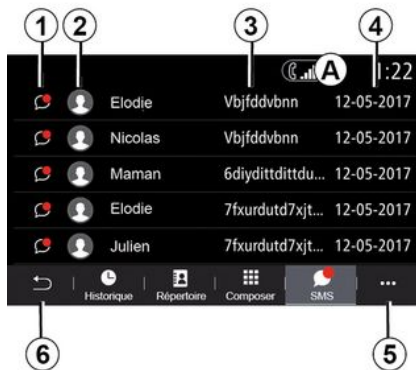 1 2 3 4
A 1:22
Elodie Vbjfddvbnn 12-05-2017
Nicolas Vbjfddvbnn 12-05-2017
Maman 6diydittdittdu... 12-05-2017
Elodie 7fxurdutd7xjt... 12-05-2017
Julien 7fxurdutd7xjt... 12-05-2017
Historique Répertoire Composer SMS ...
6 5